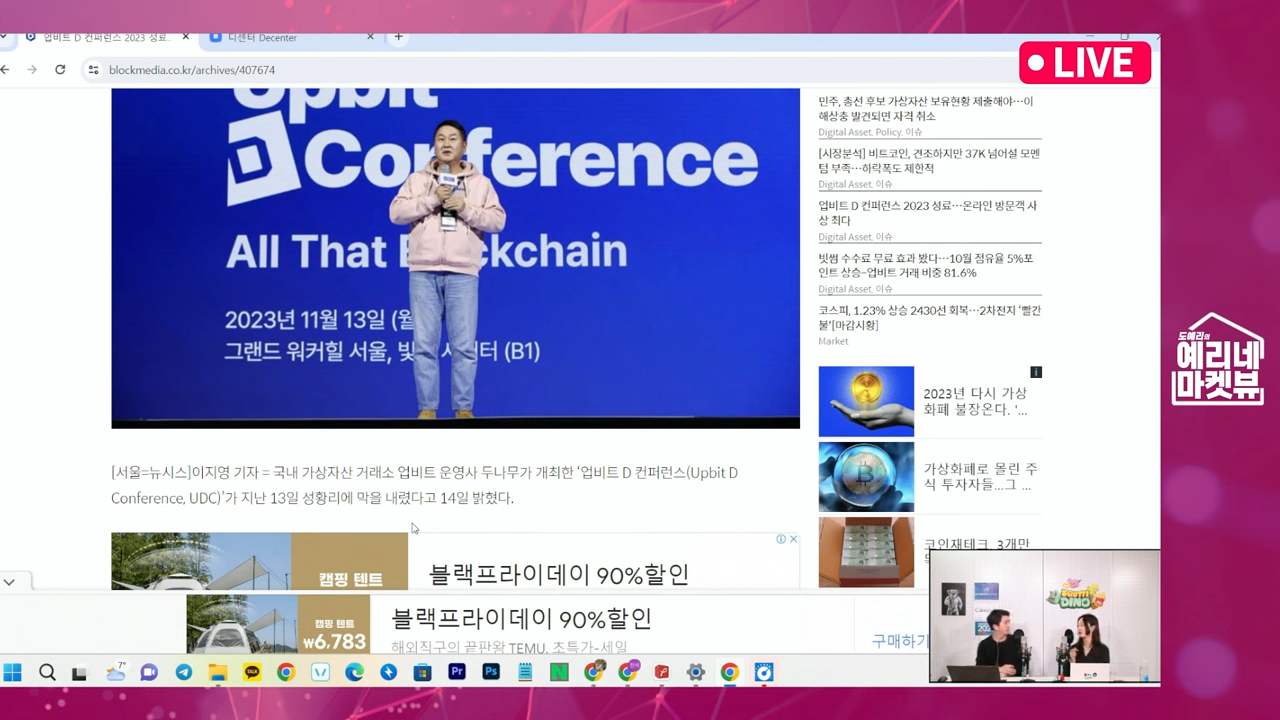 업비트 D 컨퍼런스 2023 성료..
디센터 Decenter
blockmedia.co.kr/archives/407674
LIVE
Upbit
D Conference
All That Blockchain
2023년 11월 13일 (월
그랜드 워커힐 서울, 빛
터 (B1)
[서울=뉴시스]이지영 기자 = 국내 가상자산 거래소 업비트 운영사 두나무가 개최한 ‘업비트 D 컨퍼런스(Upbit D
Conference, UDC)’가 지난 13일 성황리에 막을 내렸다고 14일 밝혔다.
캠핑 텐트
블랙프라이데이 90%할인
캠핑 텐트
₩6,783
블랙프라이데이 90%할인
해외직구의 끝판왕 TEMU, 초특가-세일
구매하기
민주, 총선 후보 가상자산 보유현황 제출해야…이
해상충 발견되면 자격 취소
Digital Asset, Policy, 이슈
[시장분석] 비트코인, 견조하지만 37K 넘어설 모멘
텀 부족…하락폭도 제한적
Digital Asset, 이슈
업비트 D 컨퍼런스 2023 성료…온라인 방문객 사
상 최다
Digital Asset, 이슈
빗썸 수수료 무료 효과 봤다…10월 점유율 5%포
인트 상승–업비트 거래 비중 81.6%
Digital Asset, 이슈
코스피, 1.23% 상승 2430선 회복…2차전지 ‘빨간
불’[마감시황]
Market
2023년 다시 가상
화폐 불장온다. '...
가상화폐로 몰린 주
식 투자자들...그 ...
코인재테크, 3개만
도예리의
예리네
마켓뷰
FRUTTI
DINO
7°
TALK
Pr
Ps